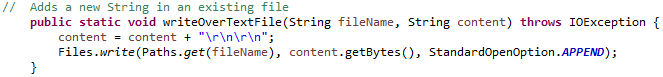 //  Adds a new String in an existing file
public static void writeOverTextFile(String fileName, String content) throws IOException {
content = content + "\r\n\r\n";
Files.write(Paths.get(fileName), content.getBytes(), StandardOpenOption.APPEND);
}